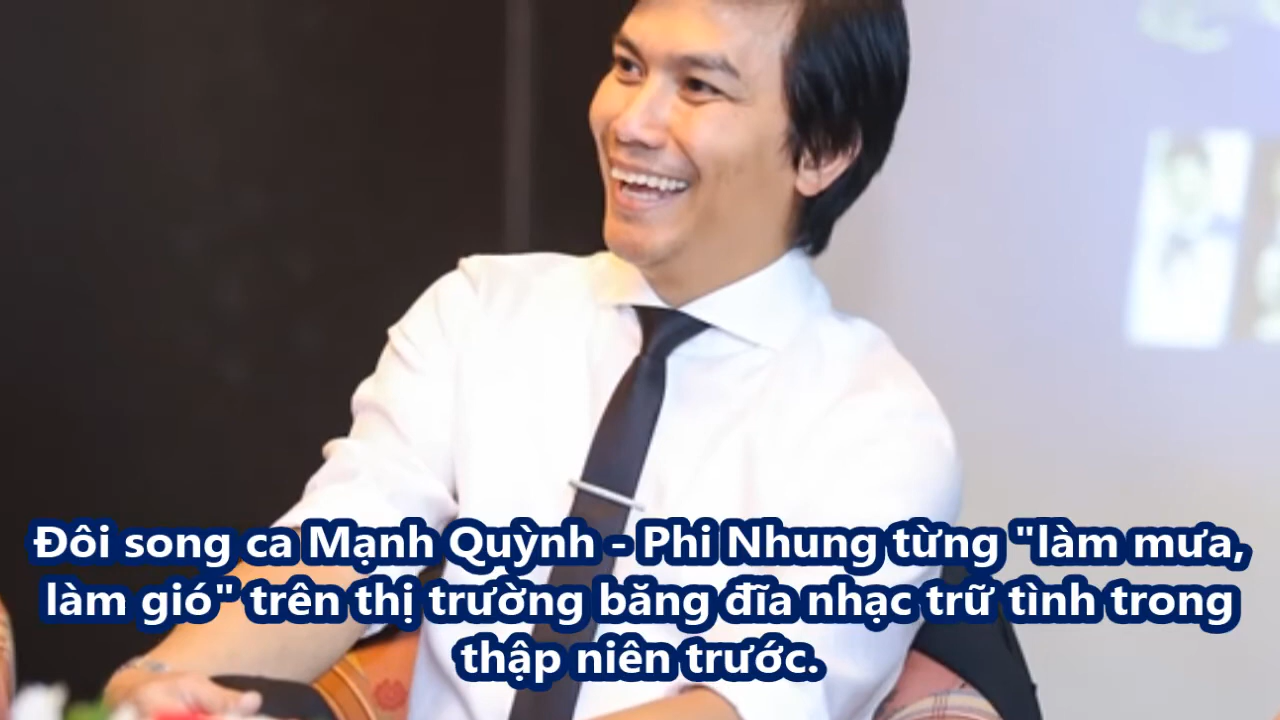 Đôi song ca Mạnh Quỳnh - Phi Nhung từng "làm mưa,
làm gió" trên thị trường băng đĩa nhạc trữ tình trong
thập niên trước.